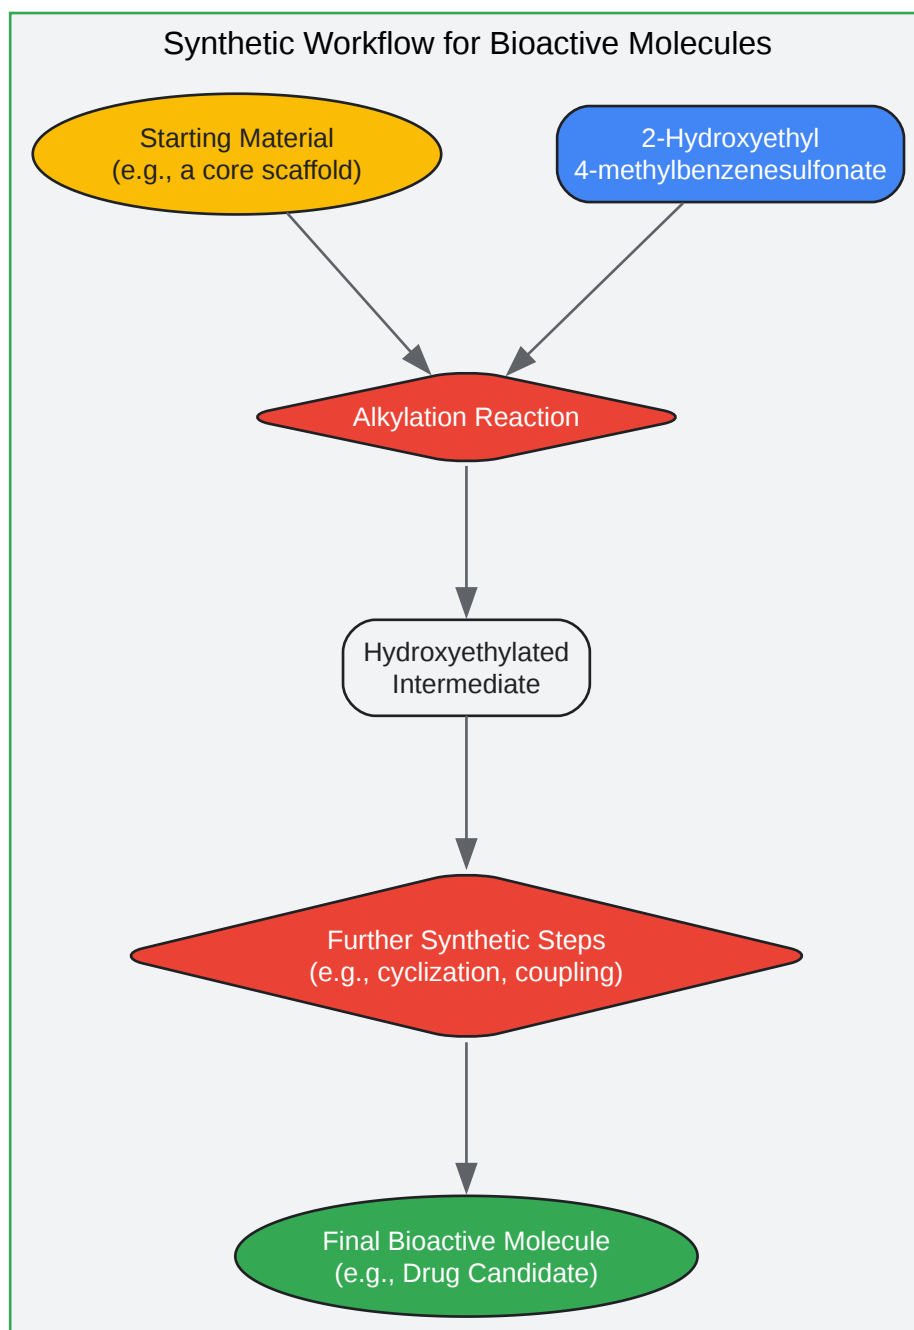 Synthetic Workflow for Bioactive Molecules
Starting Material
(e.g., a core scaffold)
2-Hydroxyethyl
4-methylbenzenesulfonate
Alkylation Reaction
Hydroxyethylated
Intermediate
Further Synthetic Steps
(e.g., cyclization, coupling)
Final Bioactive Molecule
(e.g., Drug Candidate)